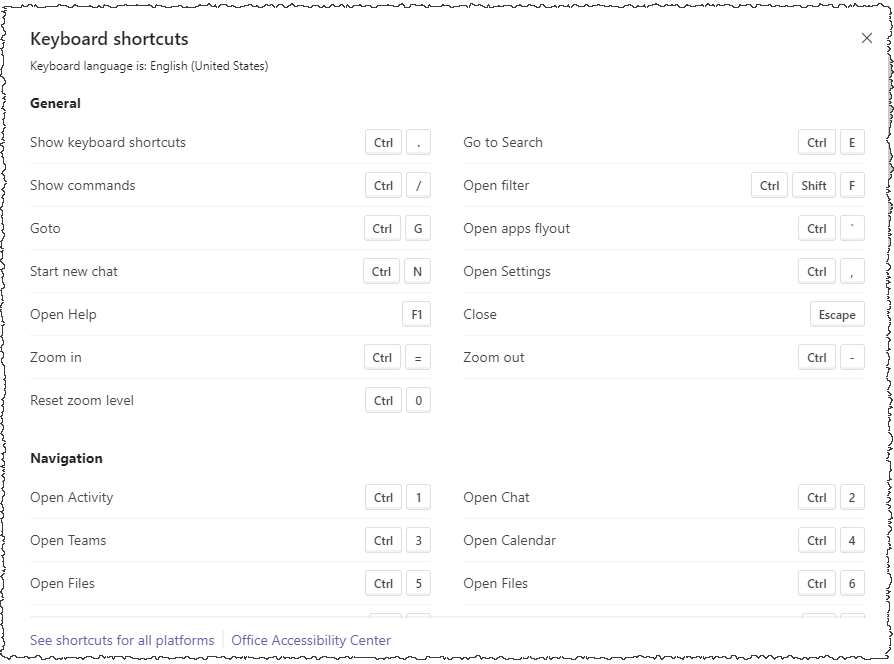 Keyboard shortcuts
Keyboard language is: English (United States)
General
Show keyboard shortcuts Ctrl . Go to Search Ctrl E
Show commands Ctrl / Open filter Ctrl Shift F
Goto Ctrl G Open apps flyout Ctrl `
Start new chat Ctrl N Open Settings Ctrl ,
Open Help F1 Close Escape
Zoom in Ctrl = Zoom out Ctrl -
Reset zoom level Ctrl 0
Navigation
Open Activity Ctrl 1 Open Chat Ctrl 2
Open Teams Ctrl 3 Open Calendar Ctrl 4
Open Files Ctrl 5 Open Files Ctrl 6
See shortcuts for all platforms Office Accessibility Center